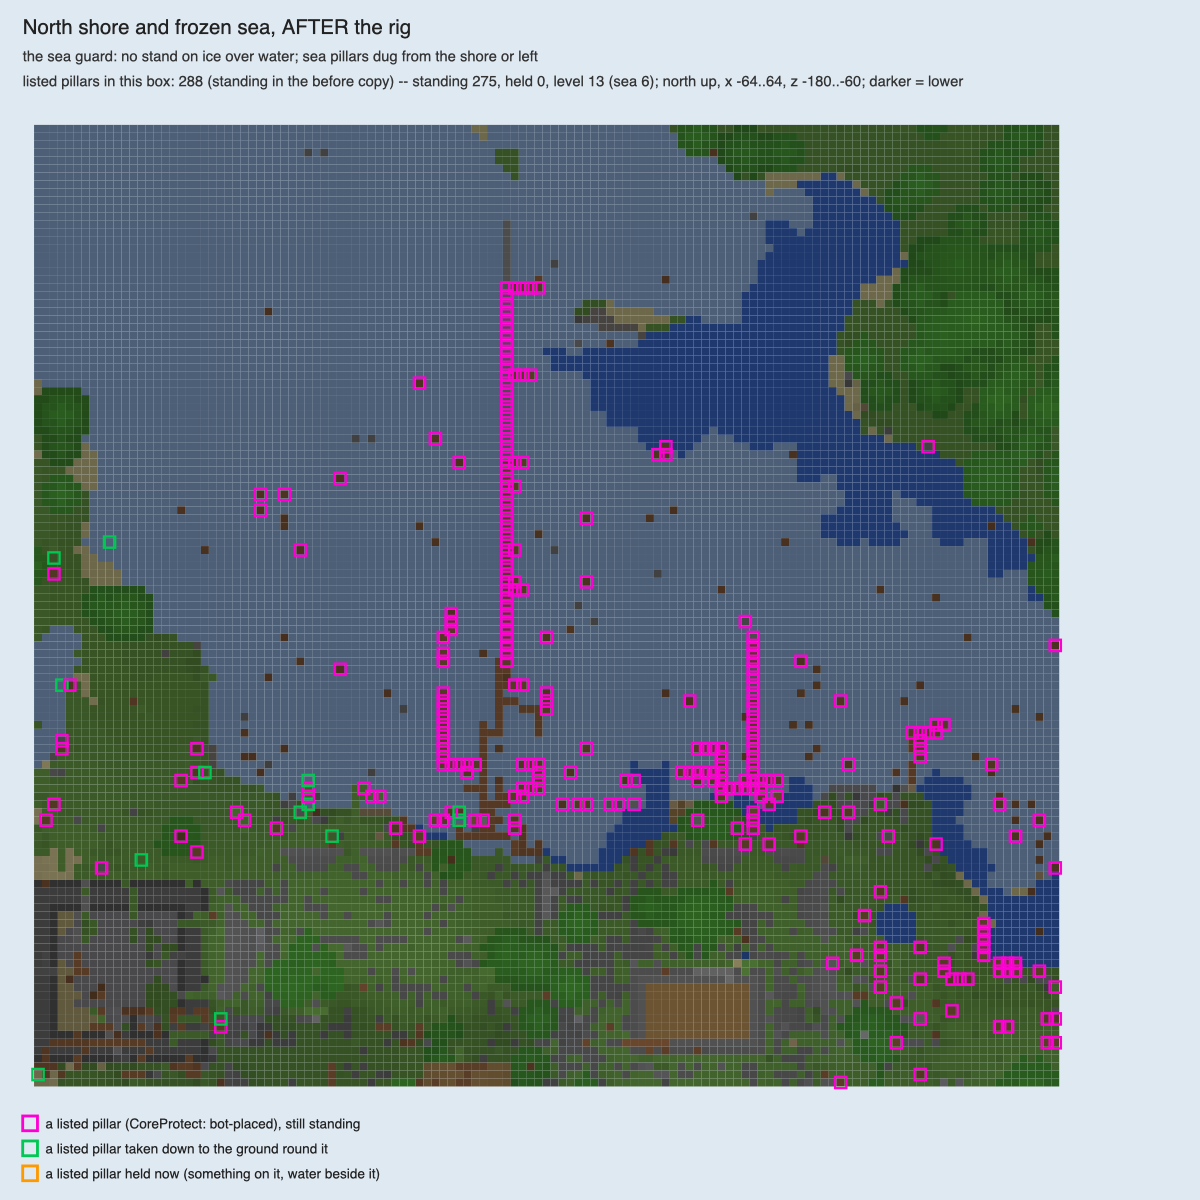 North shore and frozen sea, AFTER the rig
the sea guard: no stand on ice over water; sea pillars dug from the shore or left
listed pillars in this box: 288 (standing in the before copy) -- standing 275, held 0, level 13 (sea 6); north up, x -64..64, z -180..-60; darker = lower
a listed pillar (CoreProtect: bot-placed), still standing
a listed pillar taken down to the ground round it
a listed pillar held now (something on it, water beside it)